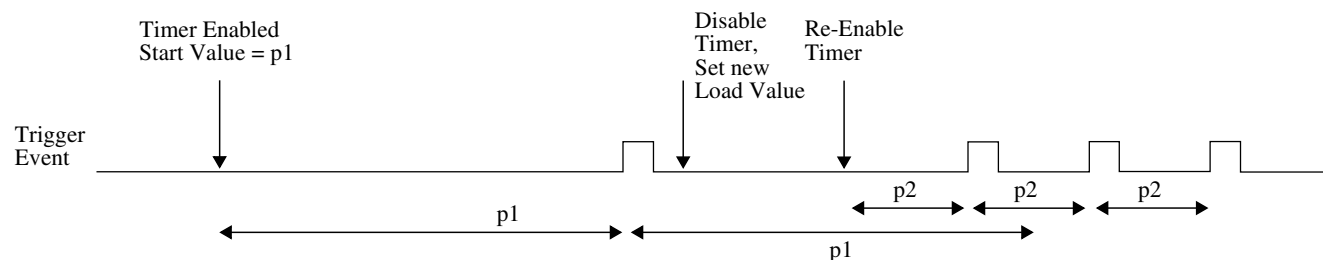 Timer Enabled
Start Value = p1
Disable
Timer,
Set new
Load Value
Re-Enable
Timer
Trigger
Event
p2
p2
p2
p1
p1